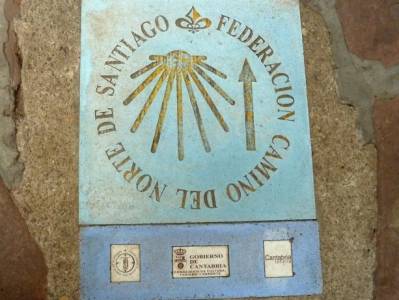 FEDERACION CAMINO DEL NORTE DE SANTIAGO
GOBIERNO
DE
CANTABRIA
Cantabria